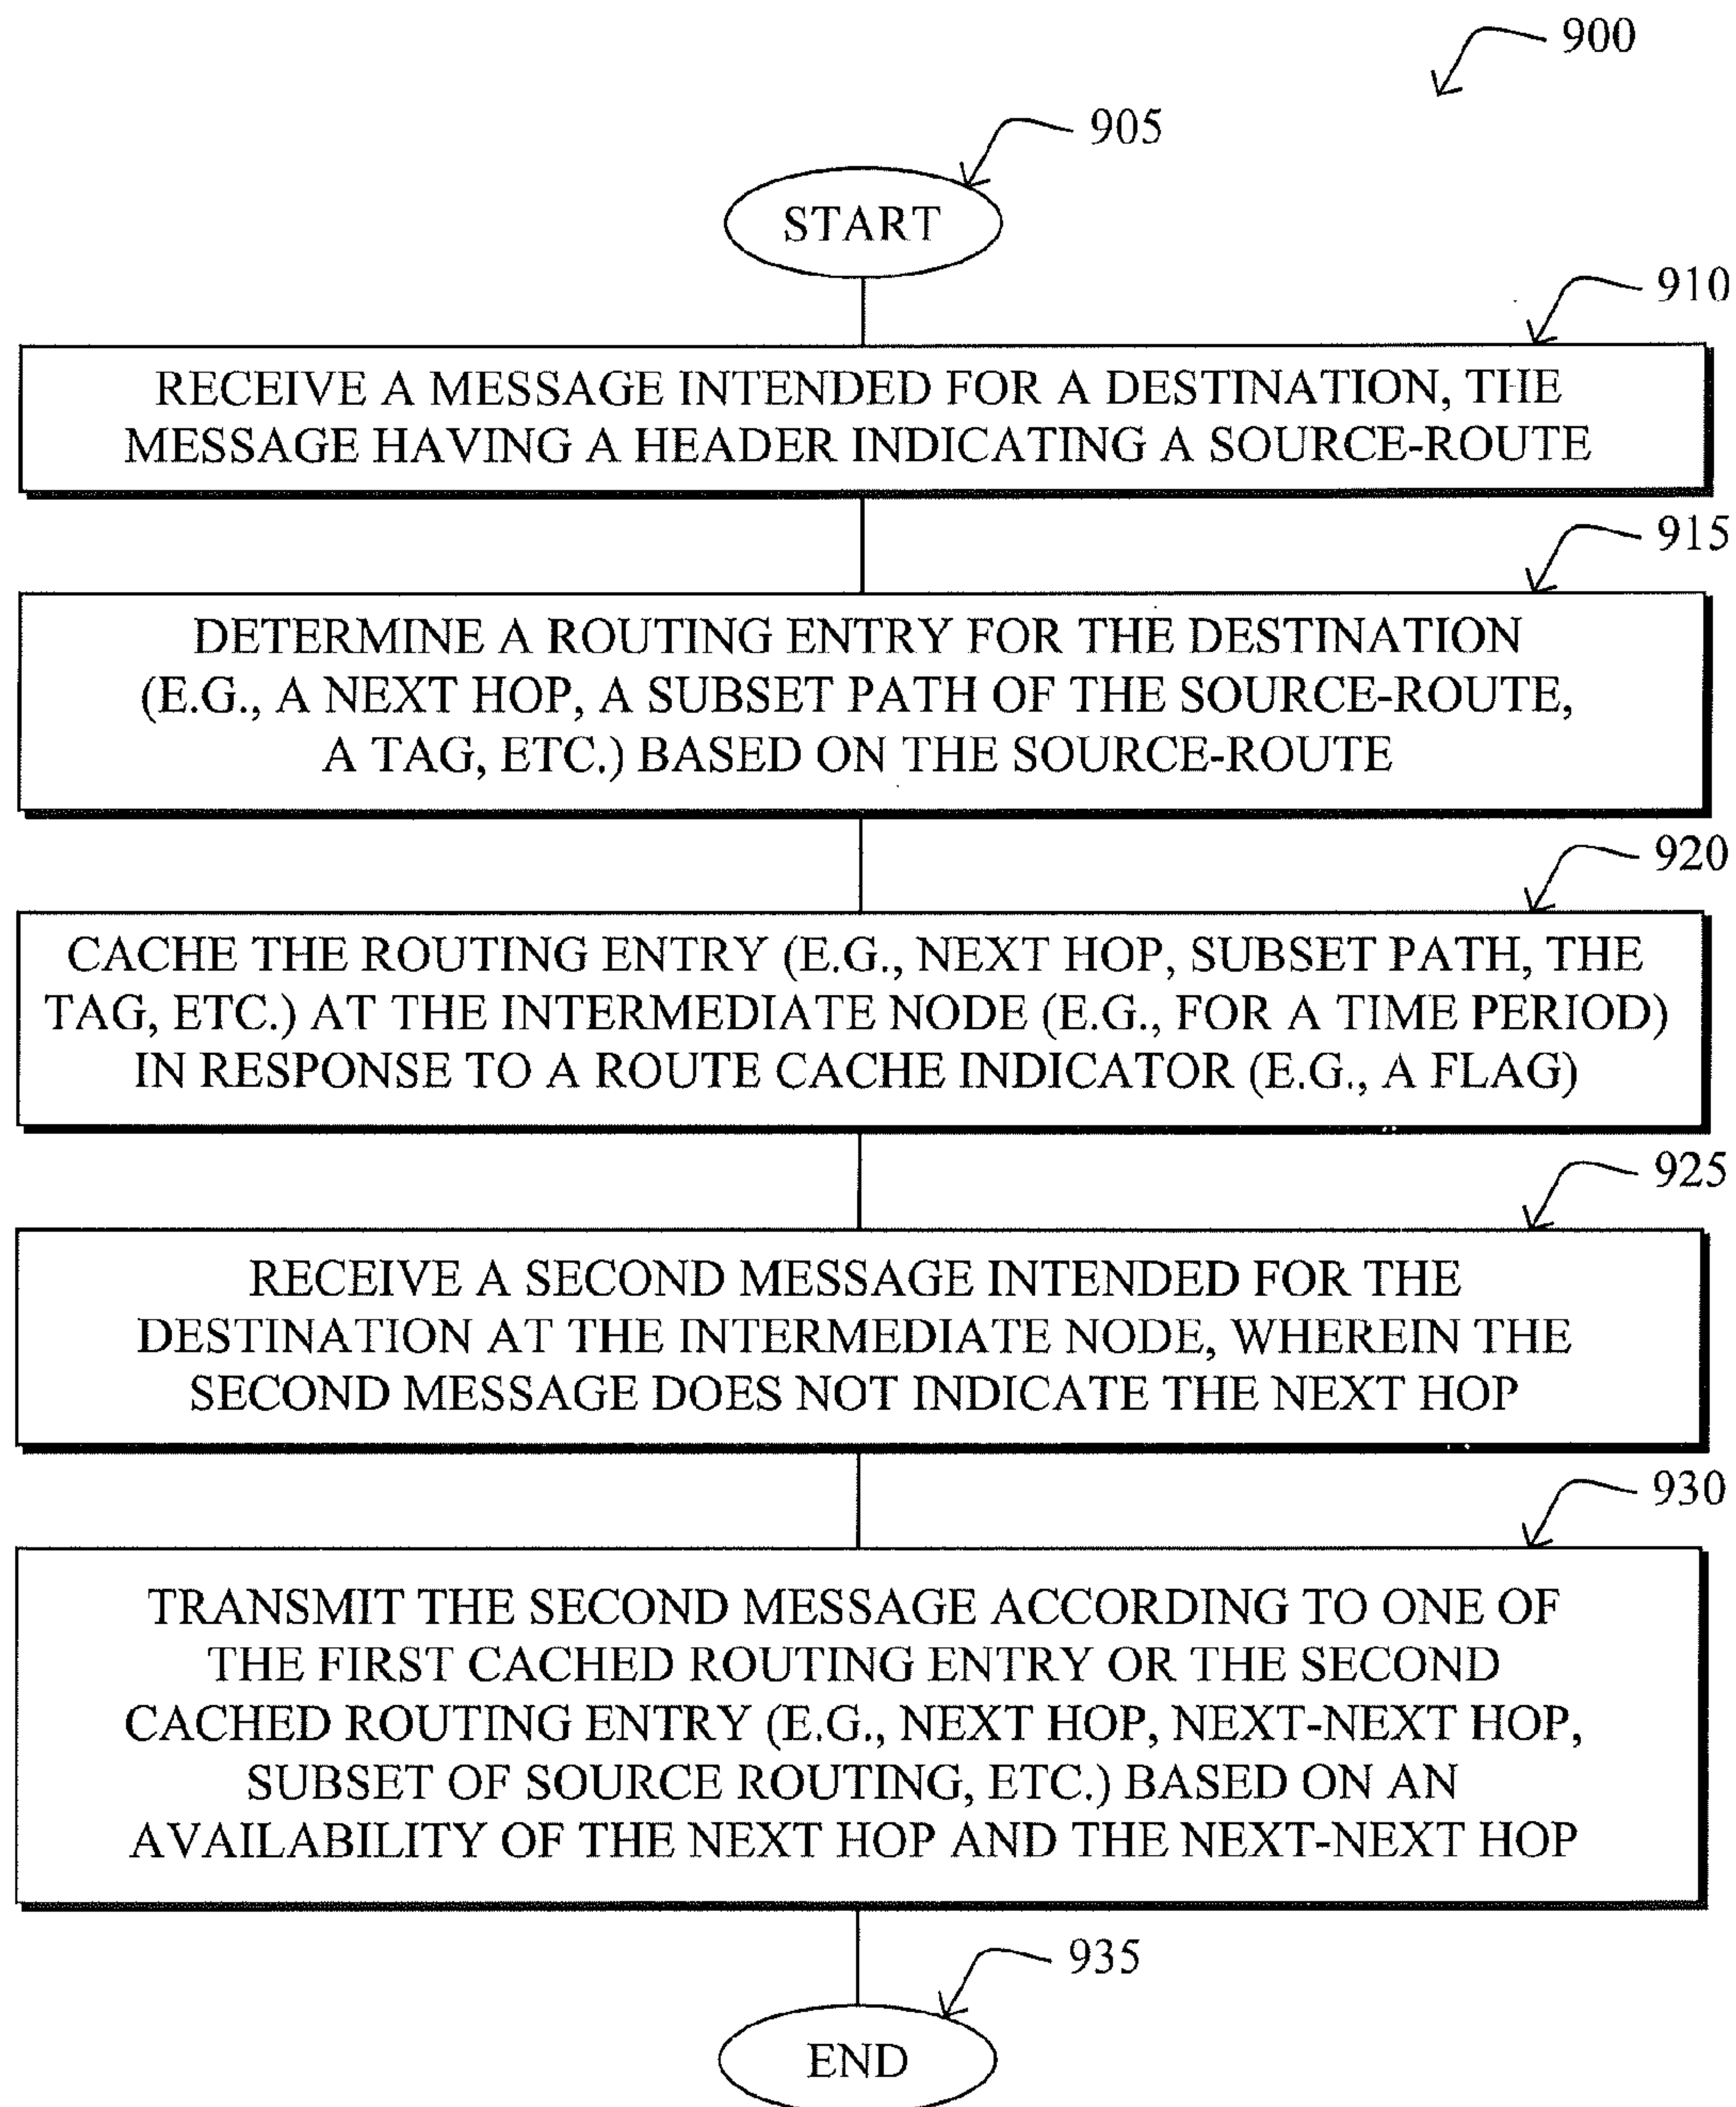 900
905
START
910
RECEIVE A MESSAGE INTENDED FOR A DESTINATION, THE
MESSAGE HAVING A HEADER INDICATING A SOURCE-ROUTE
915
DETERMINE A ROUTING ENTRY FOR THE DESTINATION
(E.G., A NEXT HOP, A SUBSET PATH OF THE SOURCE-ROUTE,
A TAG, ETC.) BASED ON THE SOURCE-ROUTE
920
CACHE THE ROUTING ENTRY (E.G., NEXT HOP, SUBSET PATH, THE
TAG, ETC.) AT THE INTERMEDIATE NODE (E.G., FOR A TIME PERIOD)
IN RESPONSE TO A ROUTE CACHE INDICATOR (E.G., A FLAG)
925
RECEIVE A SECOND MESSAGE INTENDED FOR THE
DESTINATION AT THE INTERMEDIATE NODE, WHEREIN THE
SECOND MESSAGE DOES NOT INDICATE THE NEXT HOP
930
TRANSMIT THE SECOND MESSAGE ACCORDING TO ONE OF
THE FIRST CACHED ROUTING ENTRY OR THE SECOND
CACHED ROUTING ENTRY (E.G., NEXT HOP, NEXT-NEXT HOP,
SUBSET OF SOURCE ROUTING, ETC.) BASED ON AN
AVAILABILITY OF THE NEXT HOP AND THE NEXT-NEXT HOP
935
END